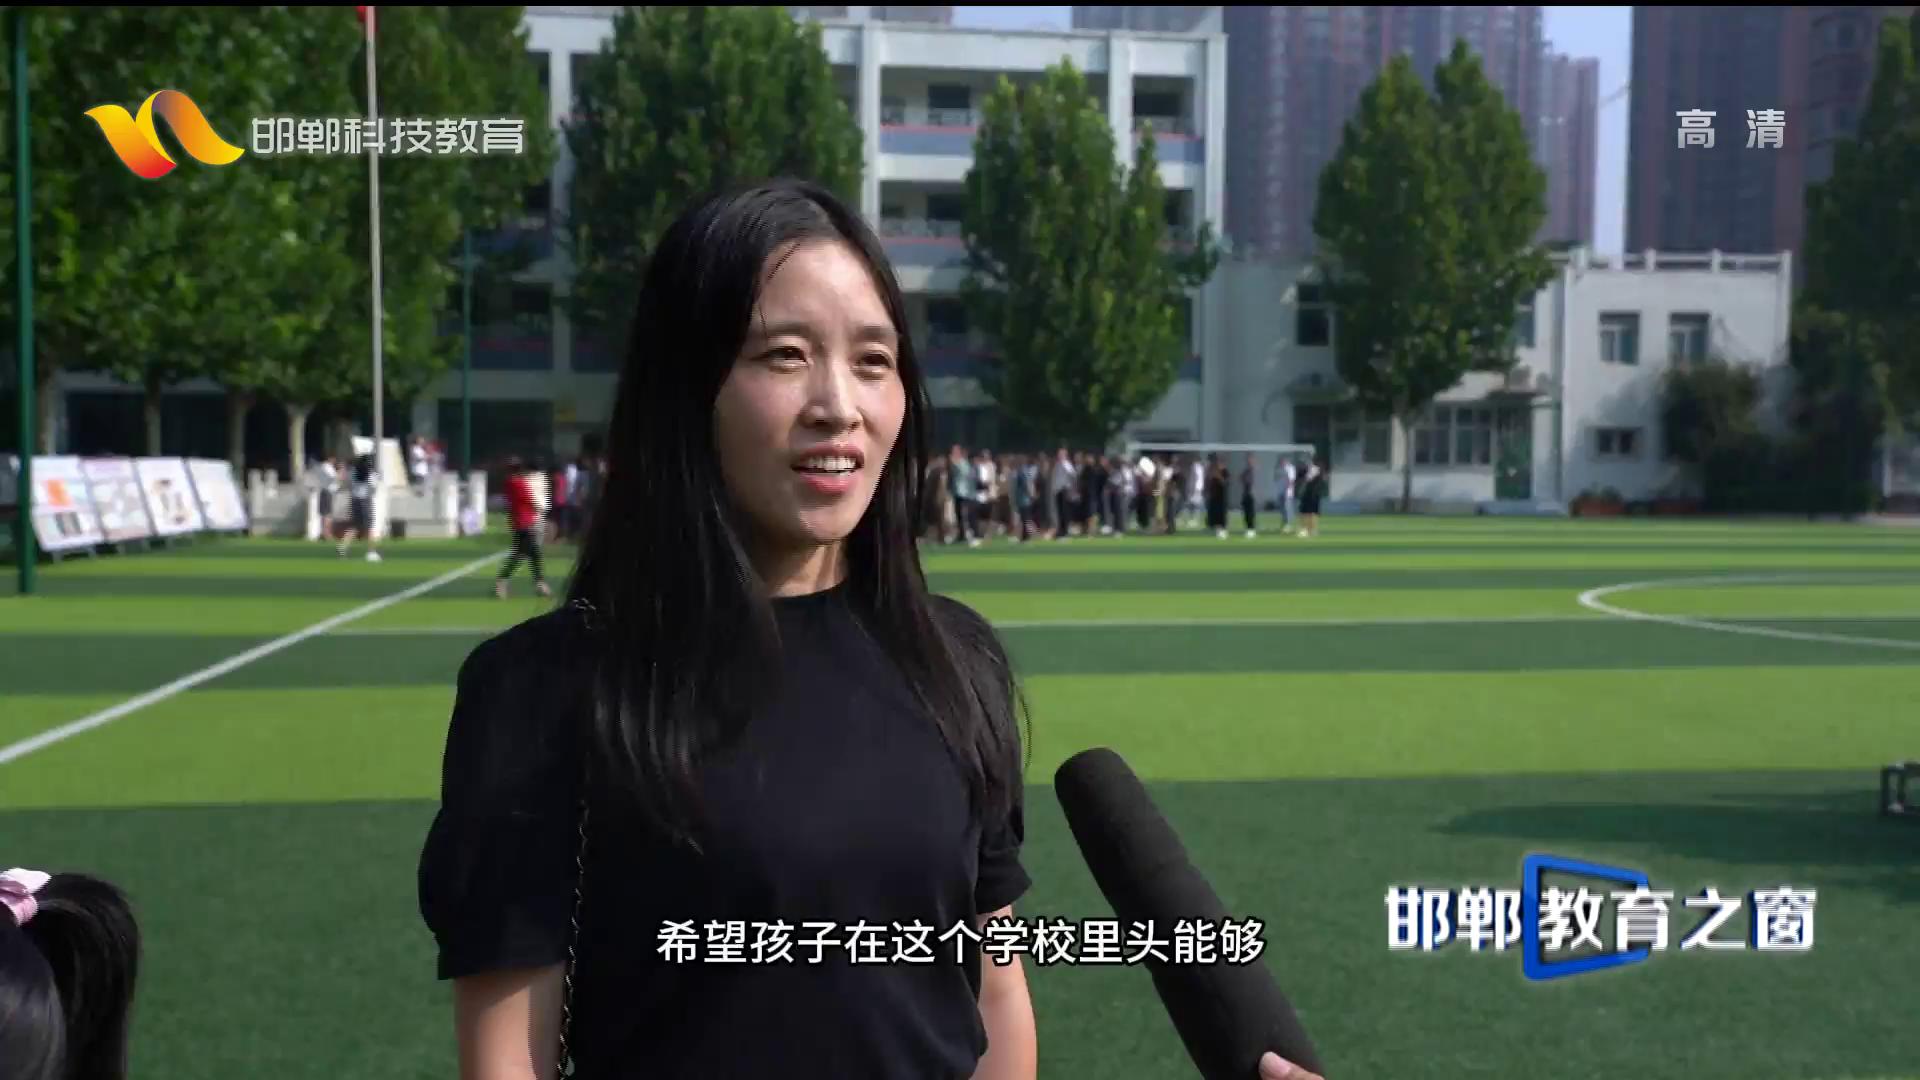 邯郸科技教育
高清
希望孩子在这个学校里头能够
邯郸教育之窗